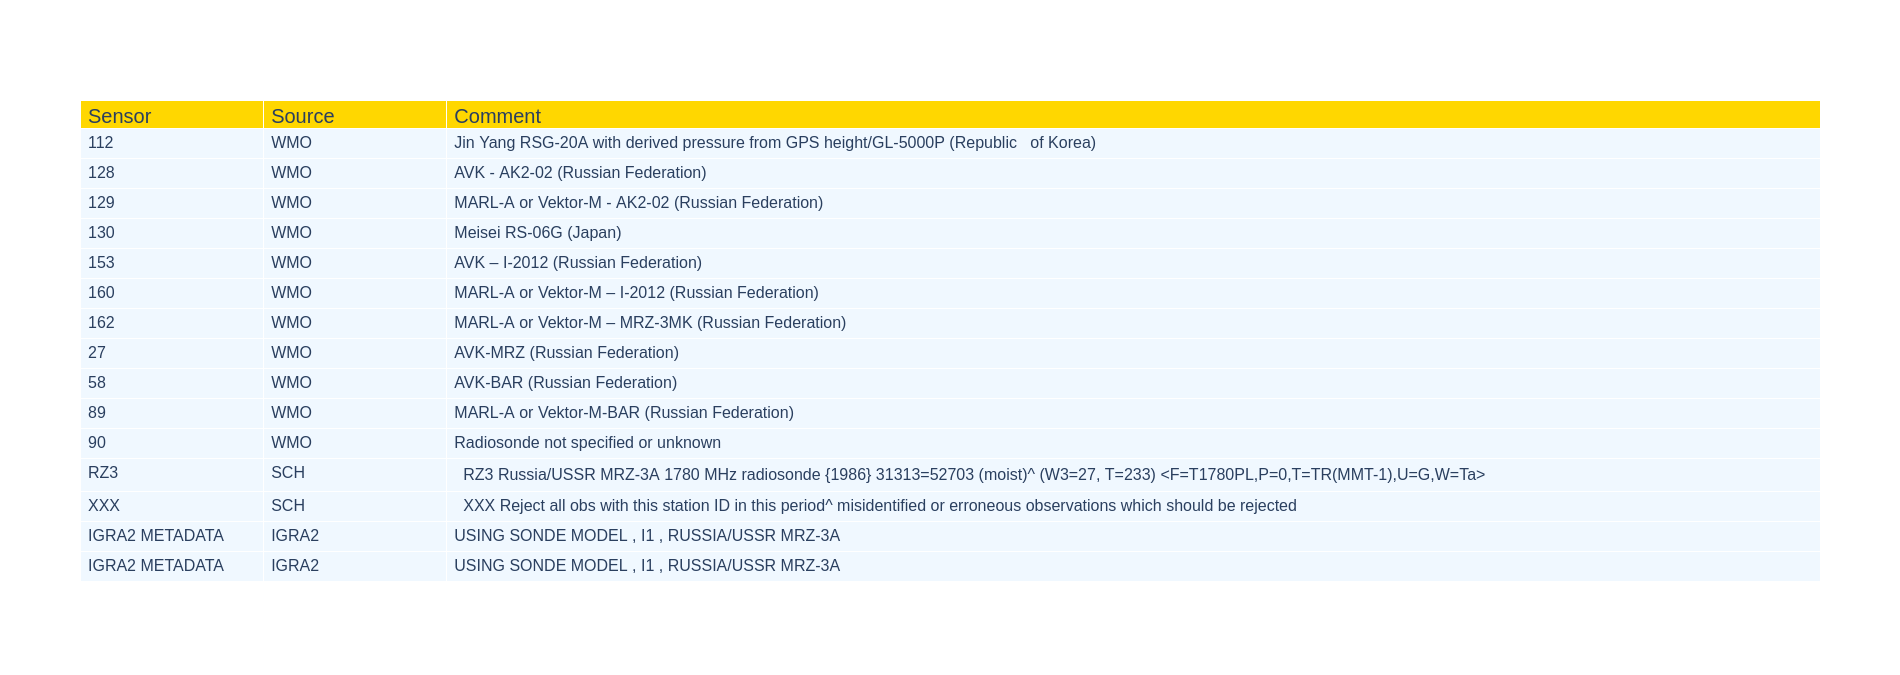 Sensor Source Comment
112 WMO Jin Yang RSG-20A with derived pressure from GPS height/GL-5000P (Republic   of Korea)
128 WMO AVK - AK2-02 (Russian Federation)
129 WMO MARL-A or Vektor-M - AK2-02 (Russian Federation)
130 WMO Meisei RS-06G (Japan)
153 WMO AVK – I-2012 (Russian Federation)
160 WMO MARL-A or Vektor-M – I-2012 (Russian Federation)
162 WMO MARL-A or Vektor-M – MRZ-3MK (Russian Federation)
27 WMO AVK-MRZ (Russian Federation)
58 WMO AVK-BAR (Russian Federation)
89 WMO MARL-A or Vektor-M-BAR (Russian Federation)
90 WMO Radiosonde not specified or unknown
RZ3 SCH RZ3 Russia/USSR MRZ-3A 1780 MHz radiosonde {1986} 31313=52703 (moist)^ (W3=27, T=233) <F=T1780PL,P=0,T=TR(MMT-1),U=G,W=Ta>
XXX SCH XXX Reject all obs with this station ID in this period^ misidentified or erroneous observations which should be rejected
IGRA2 METADATA IGRA2 USING SONDE MODEL , I1 , RUSSIA/USSR MRZ-3A
IGRA2 METADATA IGRA2 USING SONDE MODEL , I1 , RUSSIA/USSR MRZ-3A